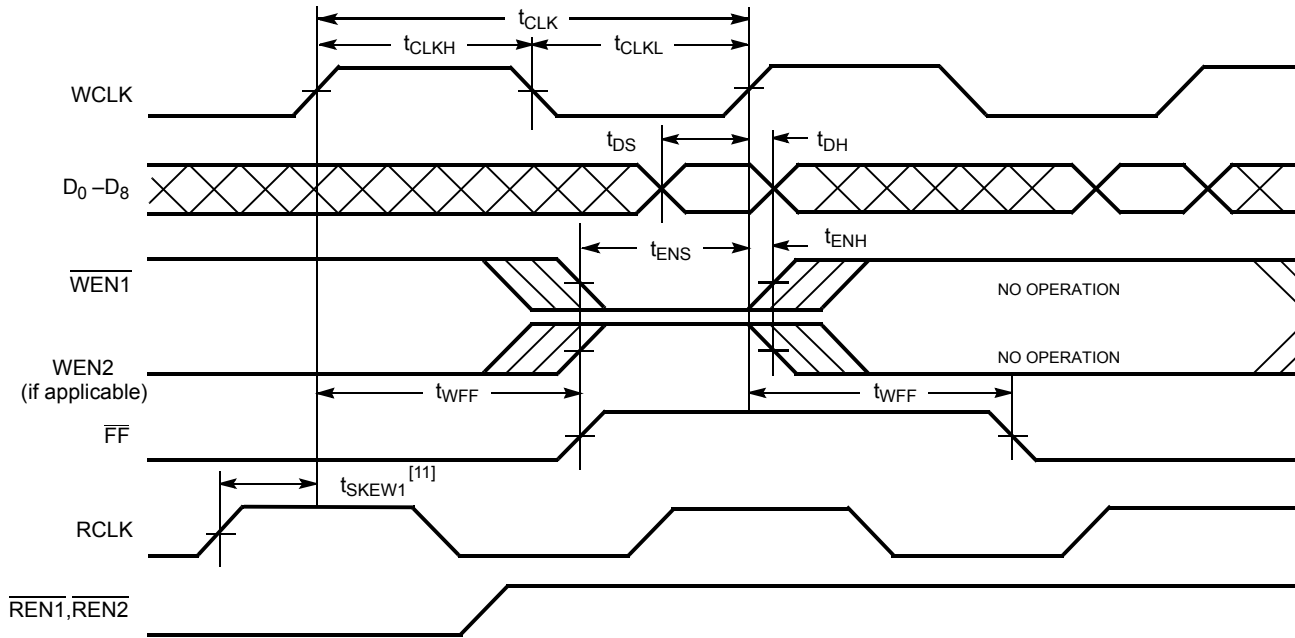 tCLK
tCLKH
tCLKL
WCLK
tDS
tDH
D0 –D8
tENS
tENH
WEN1
NO OPERATION
WEN2
(if applicable)
NO OPERATION
tWFF
tWFF
FF
tSKEW1 [11]
RCLK
REN1,REN2